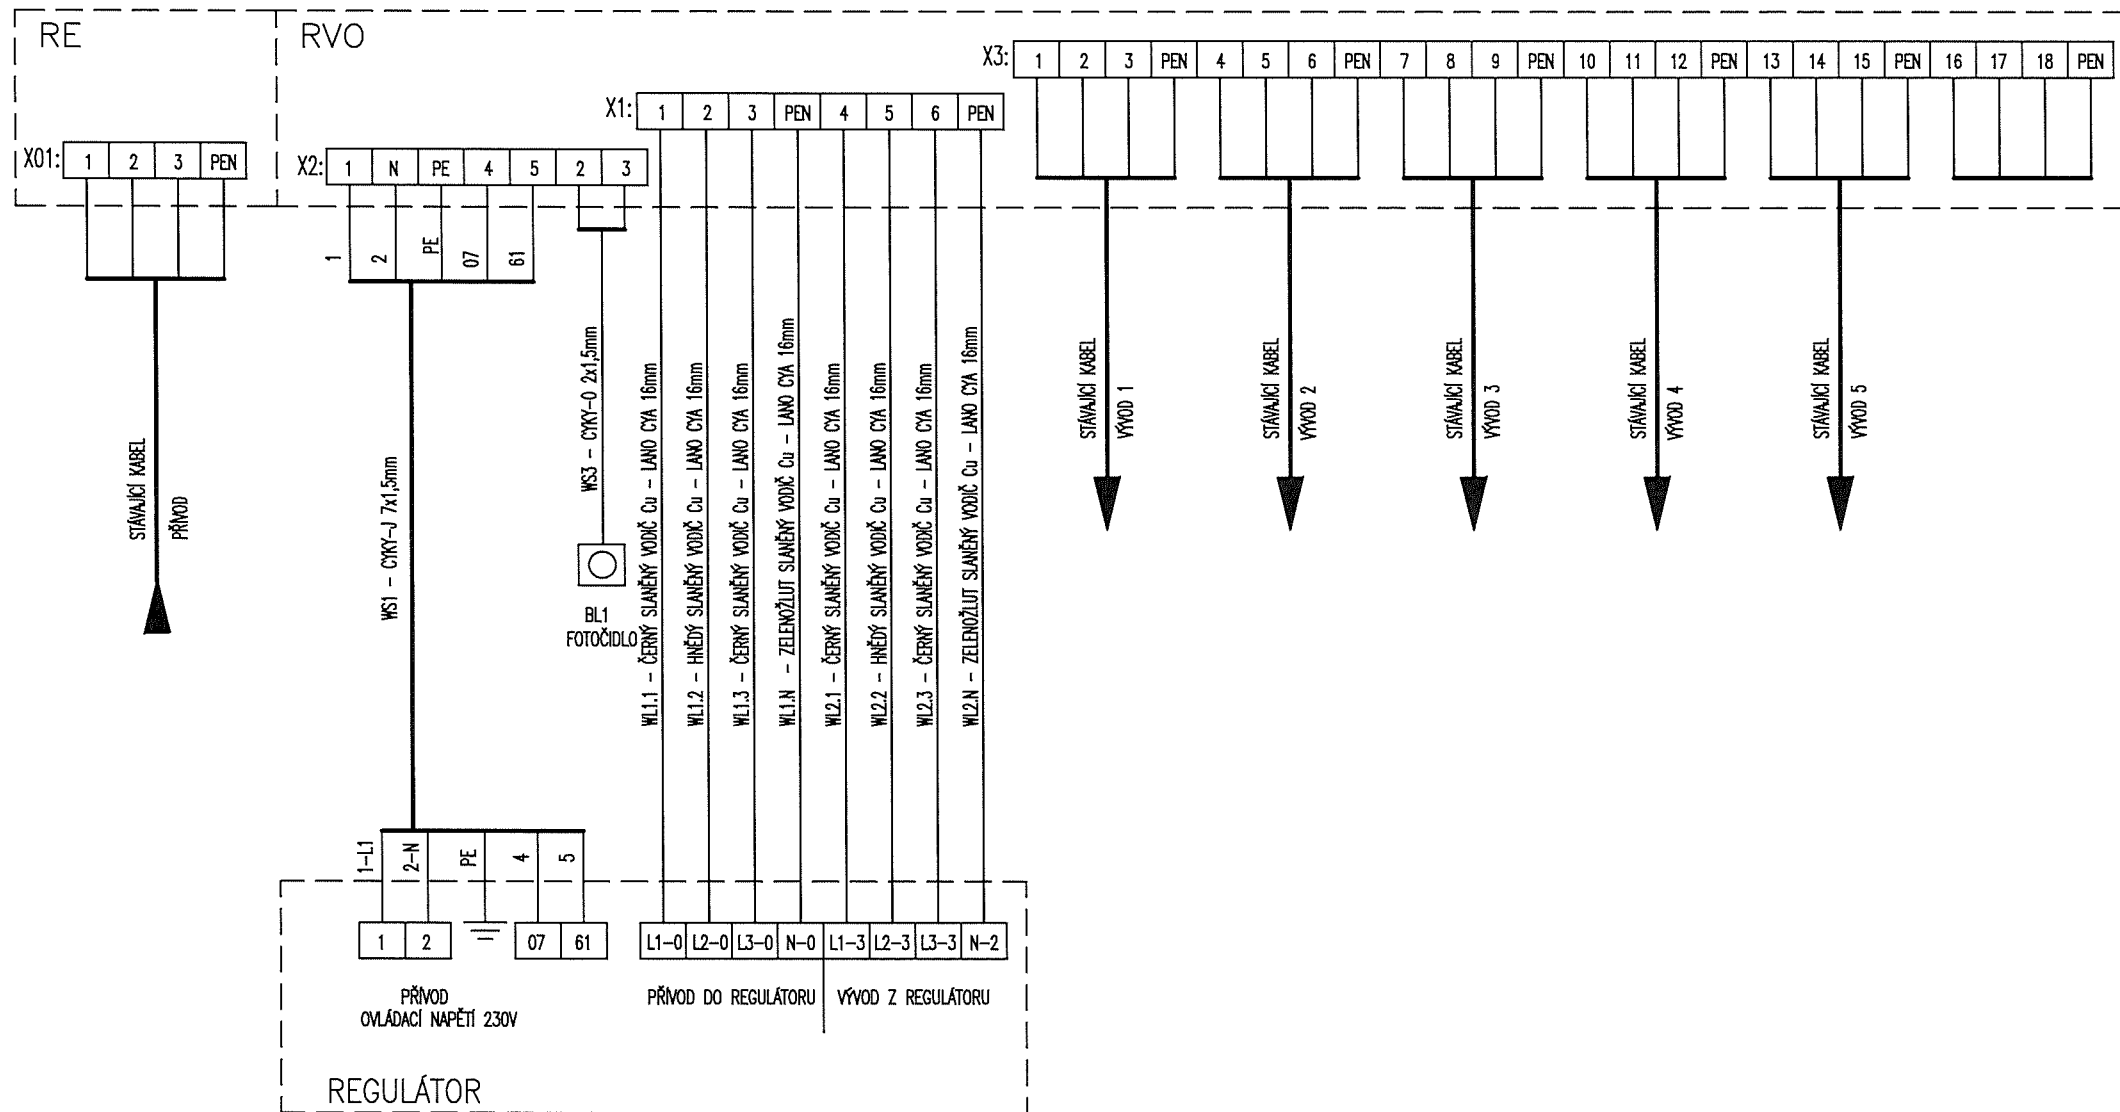 RE
RVO
X3: 1 2 3 PEN 4 5 6 PEN 7 8 9 PEN 10 11 12 PEN 13 14 15 PEN 16 17 18 PEN
X1: 1 2 3 PEN 4 5 6 PEN
X01: 1 2 3 PEN
X2: 1 N PE 4 5 2 3
1 2 PE 07 61
STÁVAJÍCÍ KABEL
PŘÍVOD
WS1 - CYKY-J 7x1,5mm
WS3 - CYKY-O 2x1,5mm
BL1
FOTOČIDLO
WL1.1 - ČERNÝ SLANĚNÝ VODIČ Cu - LANO CYA 16mm
WL1.2 - HNĚDÝ SLANĚNÝ VODIČ Cu - LANO CYA 16mm
WL1.3 - ČERNÝ SLANĚNÝ VODIČ Cu - LANO CYA 16mm
WL1.N - ZELENOŽLUT SLANĚNÝ VODIČ Cu - LANO CYA 16mm
WL2.1 - ČERNÝ SLANĚNÝ VODIČ Cu - LANO CYA 16mm
WL2.2 - HNĚDÝ SLANĚNÝ VODIČ Cu - LANO CYA 16mm
WL2.3 - ČERNÝ SLANĚNÝ VODIČ Cu - LANO CYA 16mm
WL2.N - ZELENOŽLUT SLANĚNÝ VODIČ Cu - LANO CYA 16mm
STÁVAJÍCÍ KABEL
VÝVOD 1
STÁVAJÍCÍ KABEL
VÝVOD 2
STÁVAJÍCÍ KABEL
VÝVOD 3
STÁVAJÍCÍ KABEL
VÝVOD 4
STÁVAJÍCÍ KABEL
VÝVOD 5
1-L1 2-N PE 4 5
1 2 07 61
L1-0 L2-0 L3-0 N-0 L1-3 L2-3 L3-3 N-2
PŘÍVOD
OVLÁDACÍ NAPĚTÍ 230V
PŘÍVOD DO REGULÁTORU
VÝVOD Z REGULÁTORU
REGULÁTOR